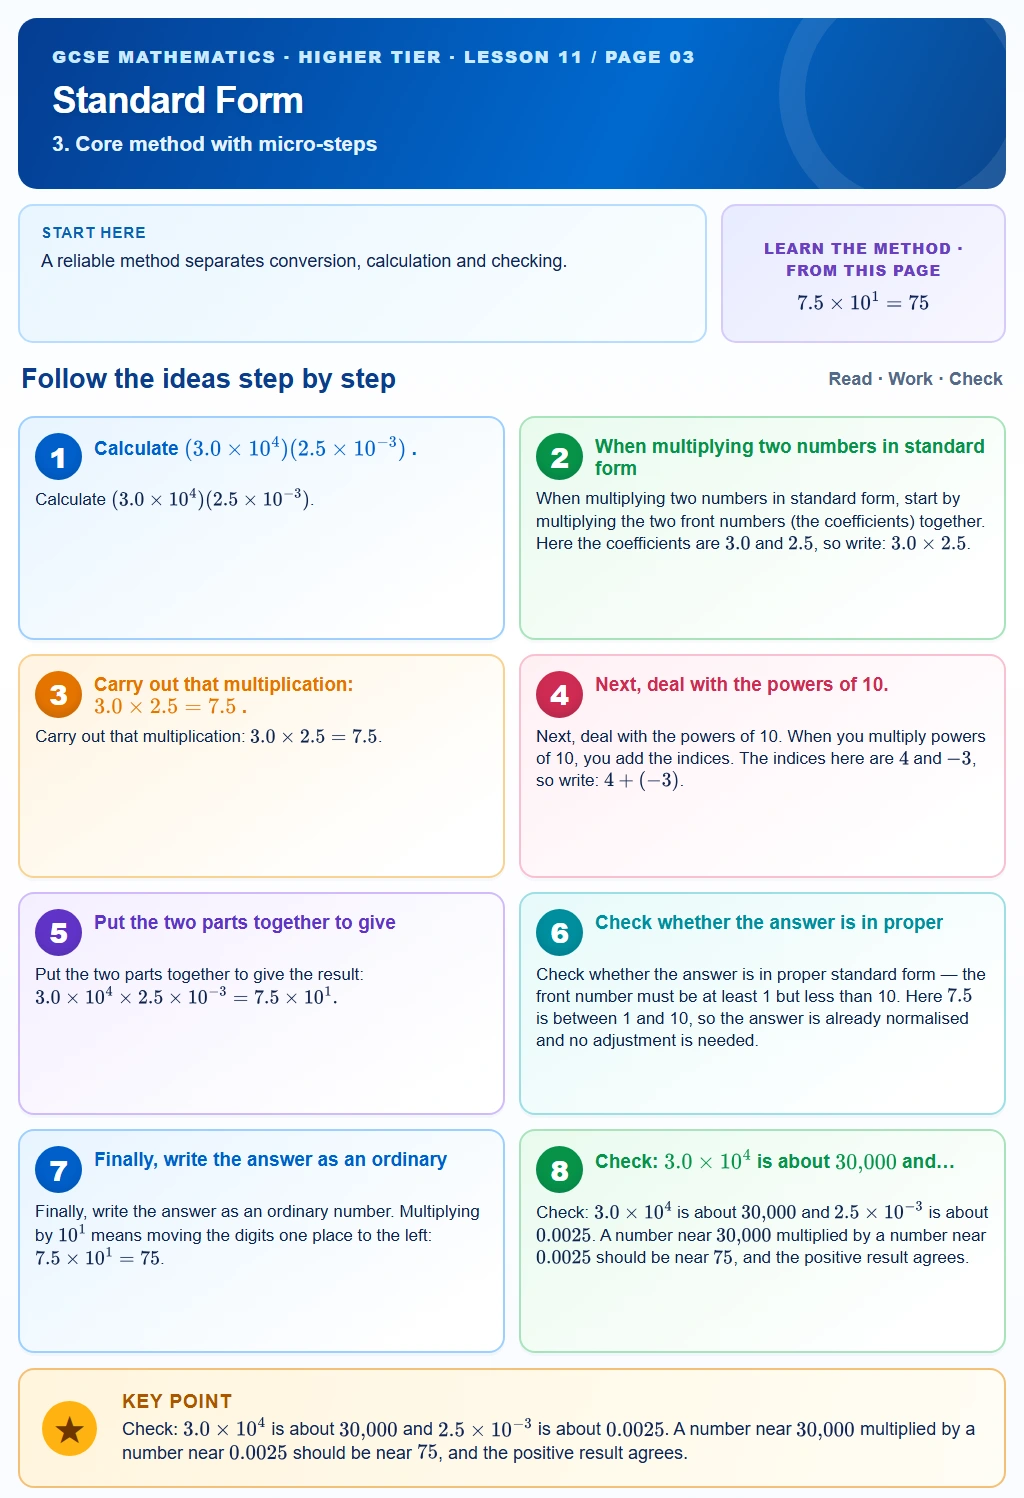 GCSE MATHEMATICS · HIGHER TIER · LESSON 11 / PAGE 03
Standard Form
3. Core method with micro-steps
START HERE
A reliable method separates conversion, calculation and checking.
LEARN THE METHOD ·
FROM THIS PAGE
7.5 × 10¹ = 75
Follow the ideas step by step
Read · Work · Check
1
Calculate (3.0 × 10⁴)(2.5 × 10⁻³) .
Calculate (3.0 × 10⁴)(2.5 × 10⁻³).
2
When multiplying two numbers in standard
form
When multiplying two numbers in standard form, start by
multiplying the two front numbers (the coefficients) together.
Here the coefficients are 3.0 and 2.5, so write: 3.0 × 2.5.
3
Carry out that multiplication:
3.0 × 2.5 = 7.5 .
Carry out that multiplication: 3.0 × 2.5 = 7.5.
4
Next, deal with the powers of 10.
Next, deal with the powers of 10. When you multiply powers
of 10, you add the indices. The indices here are 4 and −3,
so write: 4 + (−3).
5
Put the two parts together to give
Put the two parts together to give the result:
3.0 × 10⁴ × 2.5 × 10⁻³ = 7.5 × 10¹.
6
Check whether the answer is in proper
Check whether the answer is in proper standard form — the
front number must be at least 1 but less than 10. Here 7.5
is between 1 and 10, so the answer is already normalised
and no adjustment is needed.
7
Finally, write the answer as an ordinary
Finally, write the answer as an ordinary number. Multiplying
by 10¹ means moving the digits one place to the left:
7.5 × 10¹ = 75.
8
Check: 3.0 × 10⁴ is about 30,000 and...
Check: 3.0 × 10⁴ is about 30,000 and 2.5 × 10⁻³ is about
0.0025. A number near 30,000 multiplied by a number near
0.0025 should be near 75, and the positive result agrees.
KEY POINT
Check: 3.0 × 10⁴ is about 30,000 and 2.5 × 10⁻³ is about 0.0025. A number near 30,000 multiplied by a
number near 0.0025 should be near 75, and the positive result agrees.